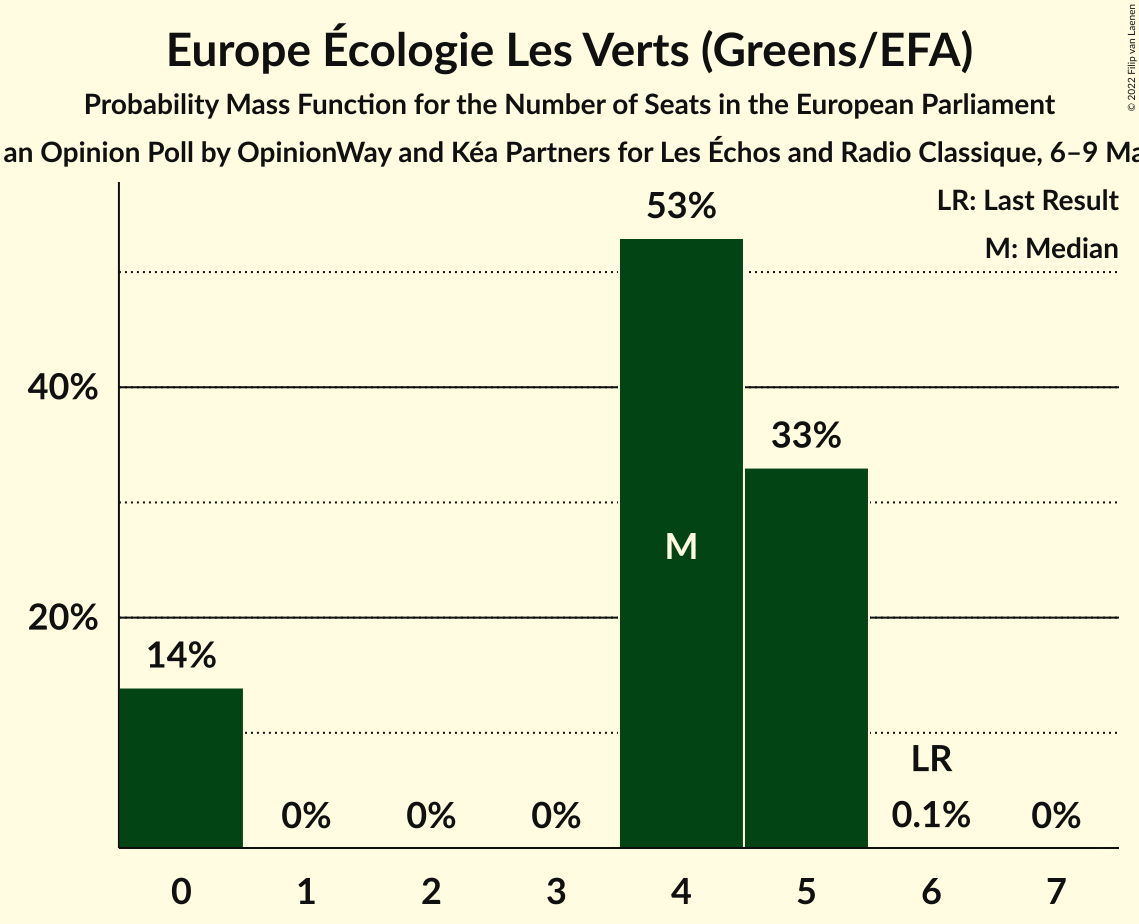 Europe Écologie Les Verts (Greens/EFA)
Probability Mass Function for the Number of Seats in the European Parliament
an Opinion Poll by OpinionWay and Kéa Partners for Les Échos and Radio Classique, 6–9 Ma
© 2022 Filip van Laenen
LR: Last Result
M: Median
53%
40%
33%
M
20%
14%
LR
0% 0% 0% 0.1% 0%
0 1 2 3 4 5 6 7